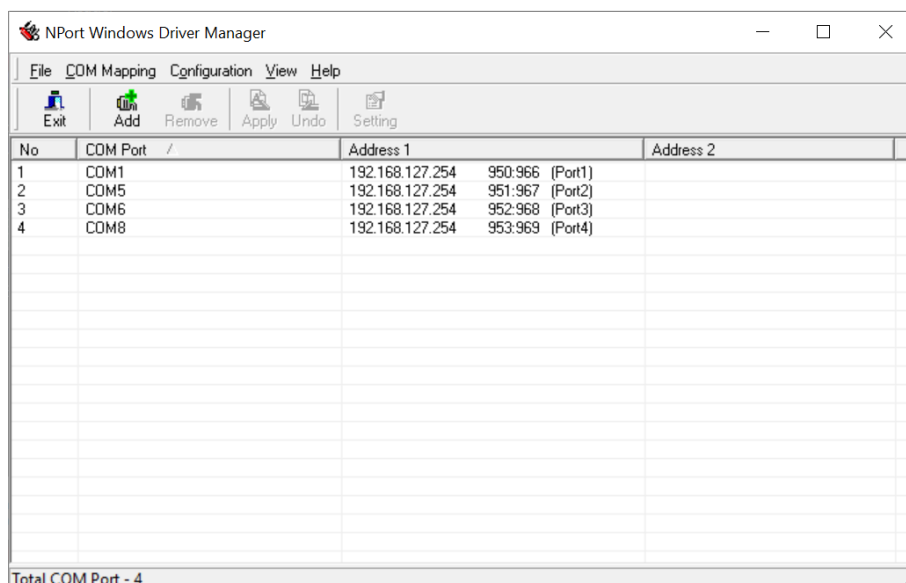 NPort Windows Driver Manager
File COM Mapping Configuration View Help
Exit Add Remove Apply Undo Setting
No COM Port / Address 1 Address 2
1 COM1 192.168.127.254 950:966 (Port1)
2 COM5 192.168.127.254 951:967 (Port2)
3 COM6 192.168.127.254 952:968 (Port3)
4 COM8 192.168.127.254 953:969 (Port4)
Total COM Port - 4